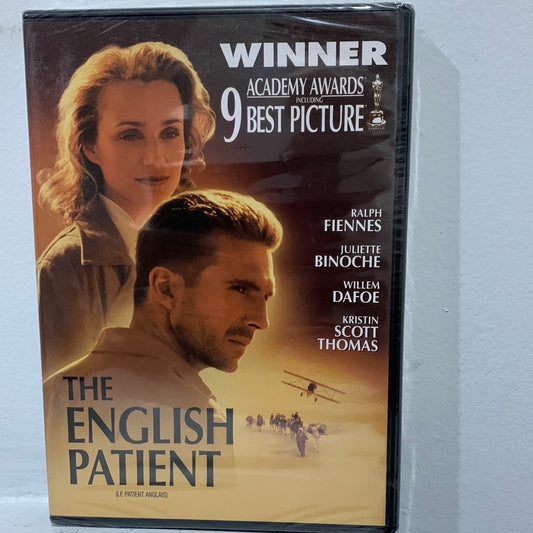 WINNER
9 ACADEMY AWARDS
INCLUDING
BEST PICTURE
RALPH
FIENNES
JULIETTE
BINOCHE
WILLEM
DAFOE
KRISTIN
SCOTT
THOMAS
THE
ENGLISH
PATIENT
(LE PATIENT ANGLAIS)